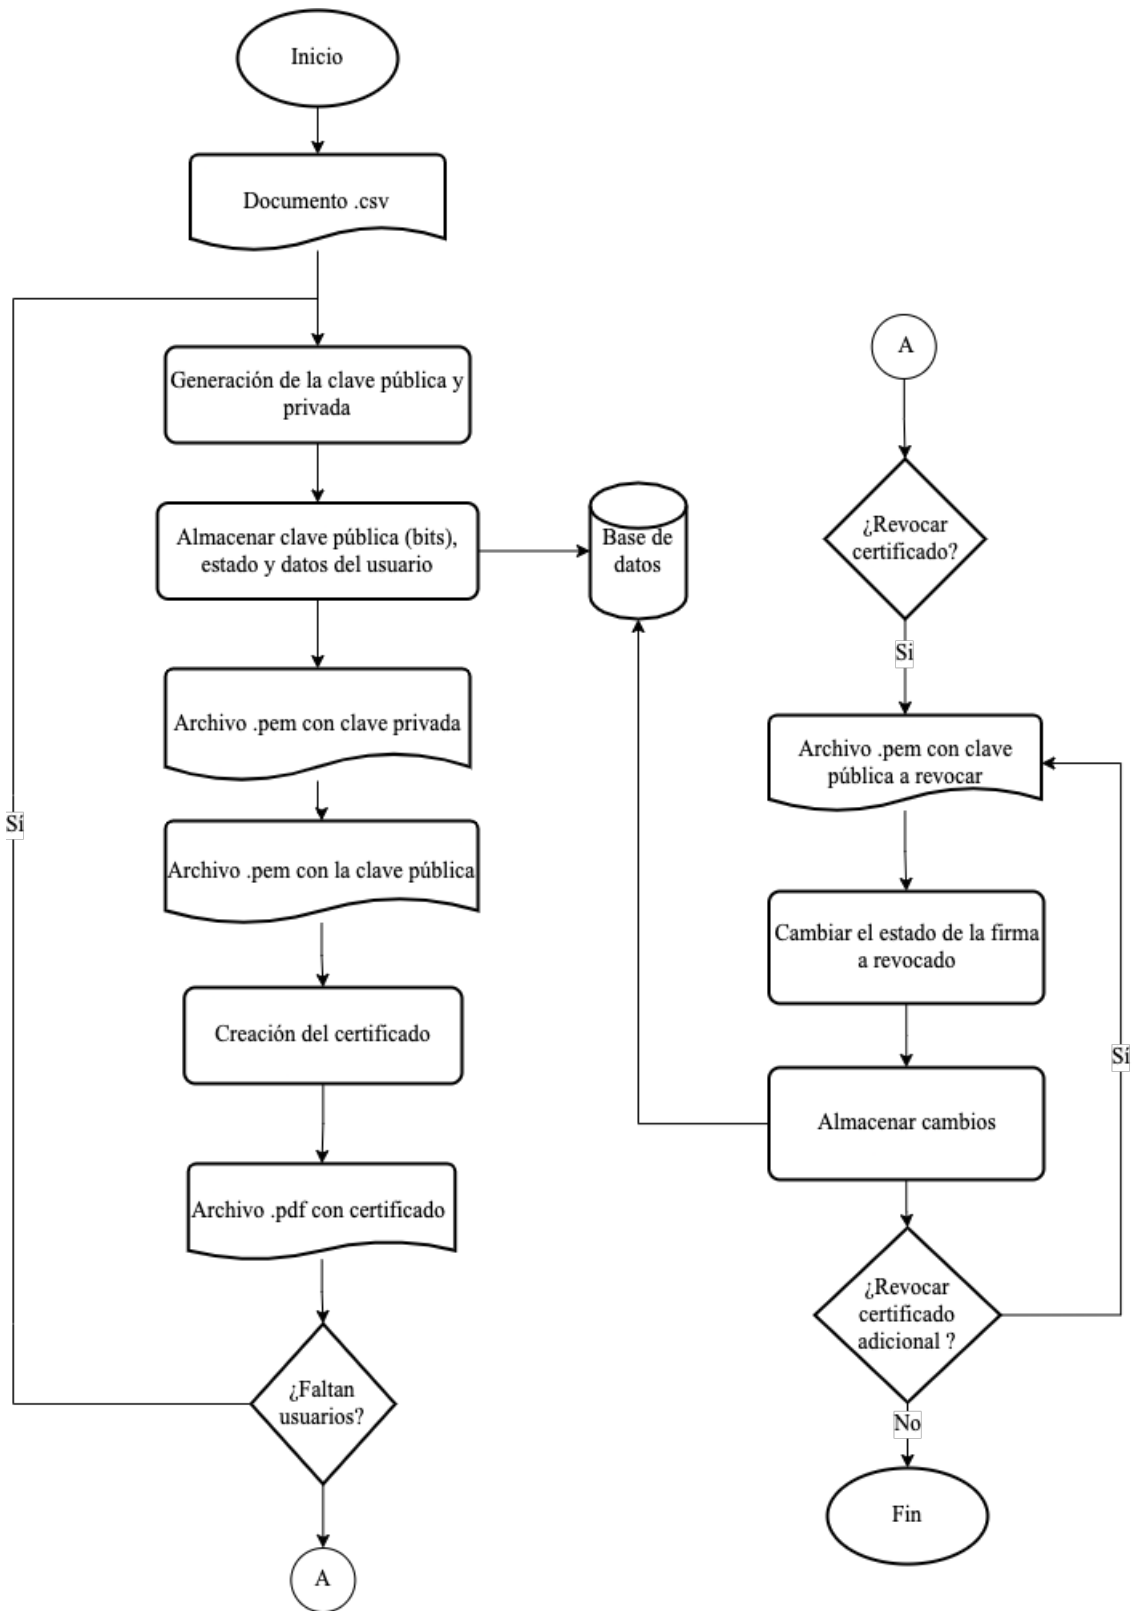 Inicio
Documento .csv
Generación de la clave pública y
privada
Almacenar clave pública (bits),
estado y datos del usuario
Base de
datos
Archivo .pem con clave privada
Archivo .pem con la clave pública
Creación del certificado
Archivo .pdf con certificado
¿Faltan
usuarios?
Sí
A
A
¿Revocar
certificado?
Si
Archivo .pem con clave
pública a revocar
Cambiar el estado de la firma
a revocado
Almacenar cambios
¿Revocar
certificado
adicional ?
Sí
No
Fin